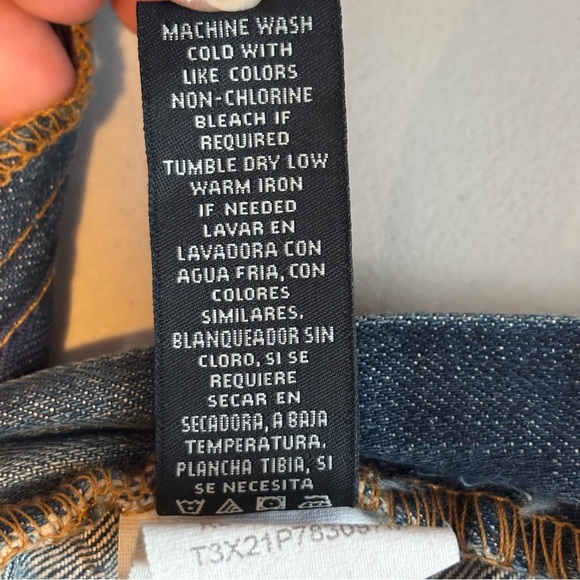 MACHINE WASH
COLD WITH
LIKE COLORS
NON-CHLORINE
BLEACH IF
REQUIRED
TUMBLE DRY LOW
WARM IRON
IF NEEDED
LAVAR EN
LAVADORA CON
AGUA FRIA, CON
COLORES
SIMILARES.
BLANQUEADOR SIN
CLORO, SI SE
REQUIERE
SECAR EN
SECADORA, A BAJA
TEMPERATURA.
PLANCHA TIBIA, SI
SE NECESITA